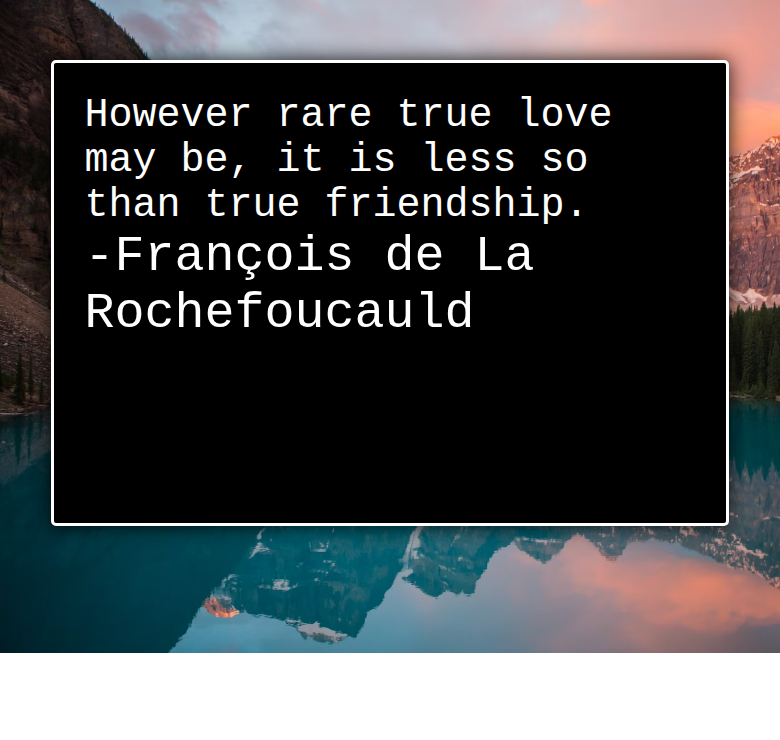 However rare true love
may be, it is less so
than true friendship.
-François de La
Rochefoucauld